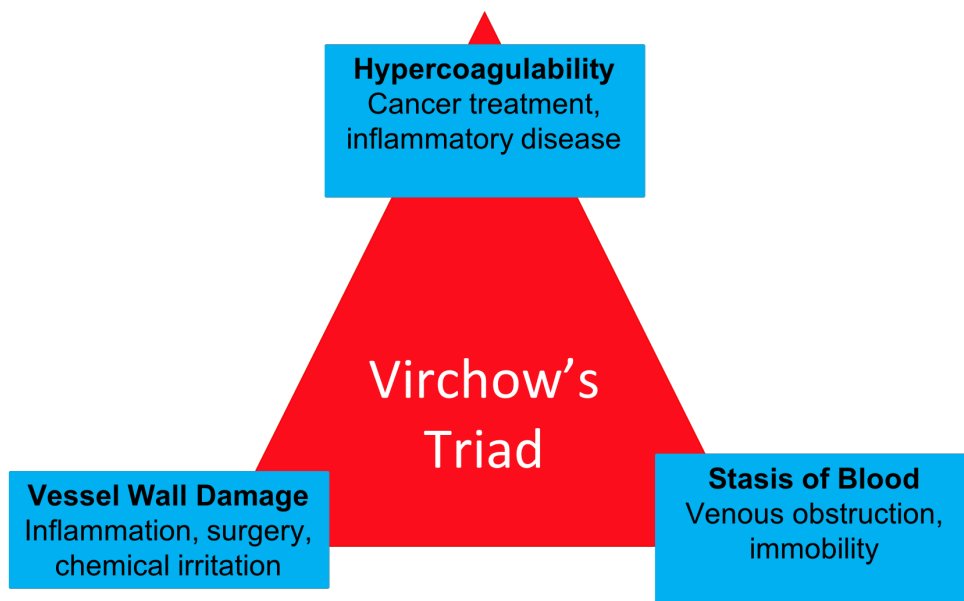 Hypercoagulability
Cancer treatment,
inflammatory disease
Virchow’s
Triad
Vessel Wall Damage
Inflammation, surgery,
chemical irritation
Stasis of Blood
Venous obstruction,
immobility